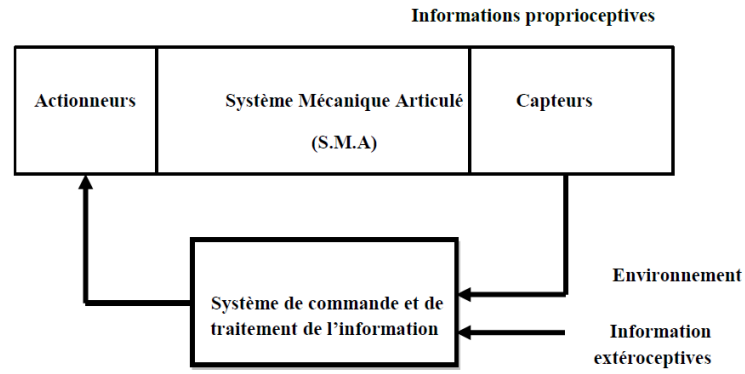 Informations proprioceptives
Actionneurs
Système Mécanique Articulé
(S.M.A)
Capteurs
Environnement
Système de commande et de
traitement de l’information
Information
extéroceptives